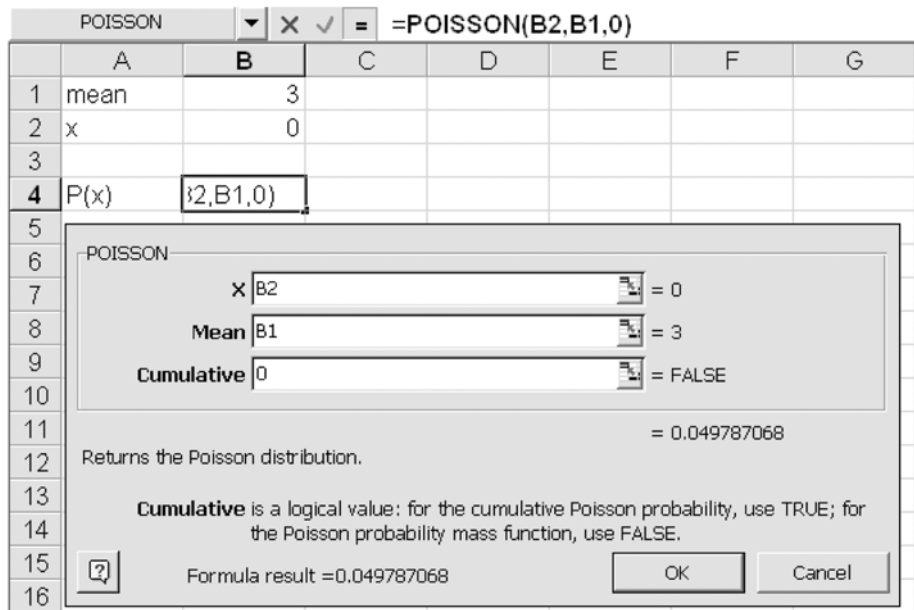 POISSON = =POISSON(B2,B1,0)
A B C D E F G
1 mean 3
2 x 0
3
4 P(x) 32,B1,0)
5
6 POISSON
7 X B2 = 0
8 Mean B1 = 3
9 Cumulative 0 = FALSE
10
11 = 0.049787068
12 Returns the Poisson distribution.
13 Cumulative is a logical value: for the cumulative Poisson probability, use TRUE; for
14 the Poisson probability mass function, use FALSE.
15 ? Formula result =0.049787068 OK Cancel
16